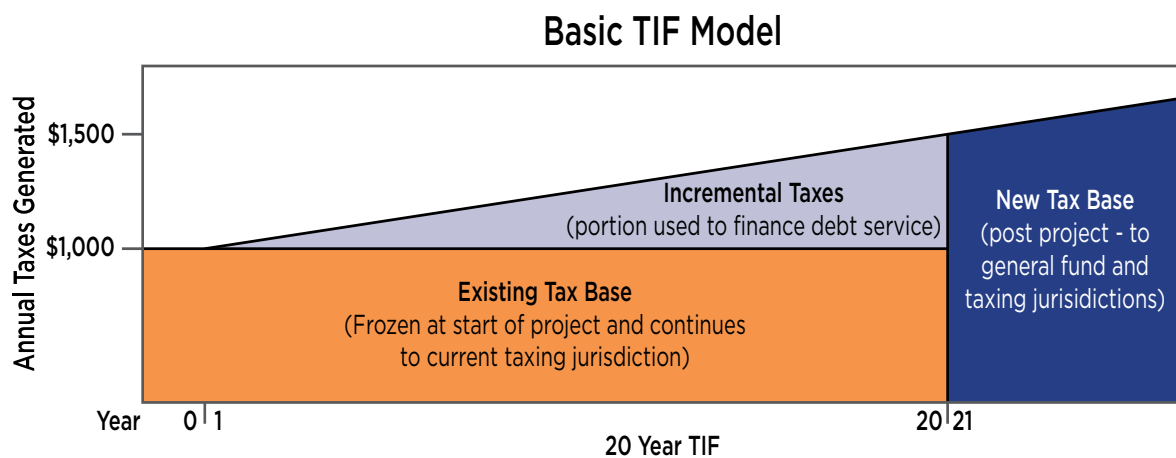 Basic TIF Model
Annual Taxes Generated
$1,500
$1,000
Incremental Taxes
(portion used to finance debt service)
Existing Tax Base
(Frozen at start of project and continues
to current taxing jurisdiction)
New Tax Base
(post project - to
general fund and
taxing jurisidictions)
Year 0 1 20 21
20 Year TIF